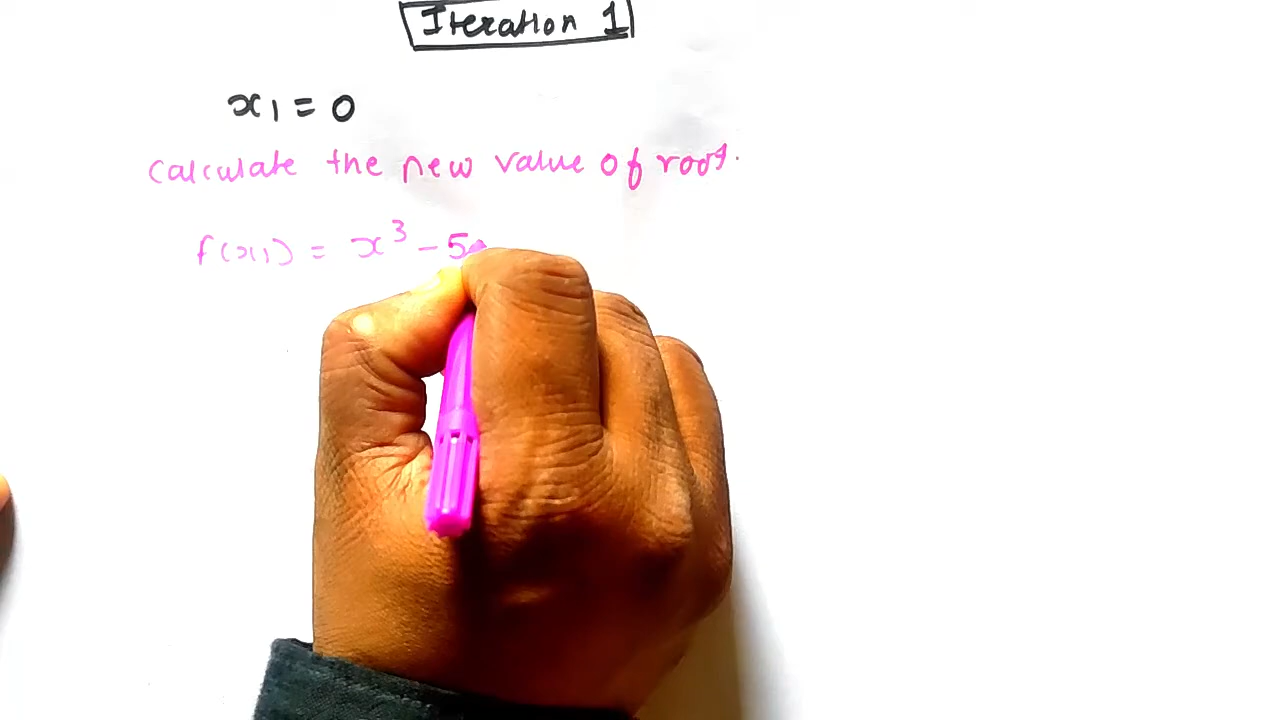 Iteration 1
x1 = 0
Calculate the new value of root.
f(x1) = x³ - 5